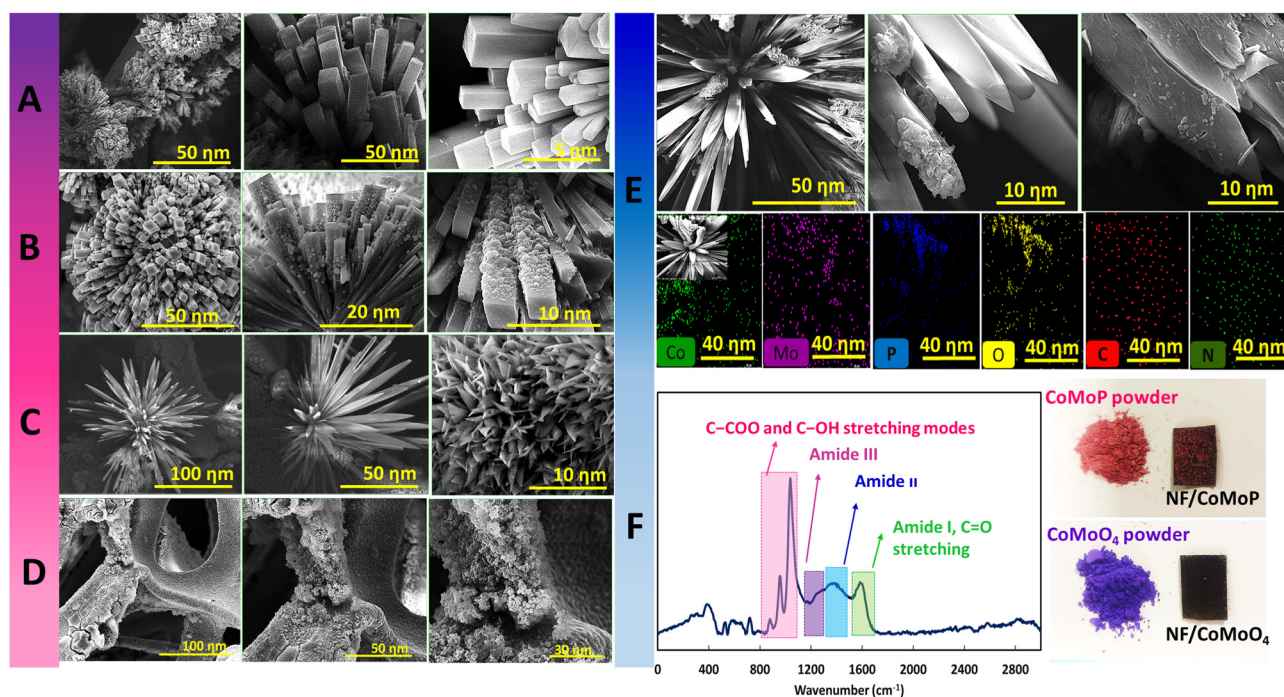 A
50 ηm
50 ηm
5 ηm
B
50 ηm
20 ηm
10 ηm
C
100 ηm
50 ηm
10 ηm
D
100 ηm
50 ηm
30 ηm
E
50 ηm
10 ηm
10 ηm
Co
40 ηm
Mo
40 ηm
P
40 ηm
O
40 ηm
C
40 ηm
N
40 ηm
F
C−COO and C−OH stretching modes
Amide III
Amide II
Amide I, C=O
stretching
0 400 800 1200 1600 2000 2400 2800
Wavenumber (cm⁻¹)
CoMoP powder
NF/CoMoP
CoMoO₄ powder
NF/CoMoO₄